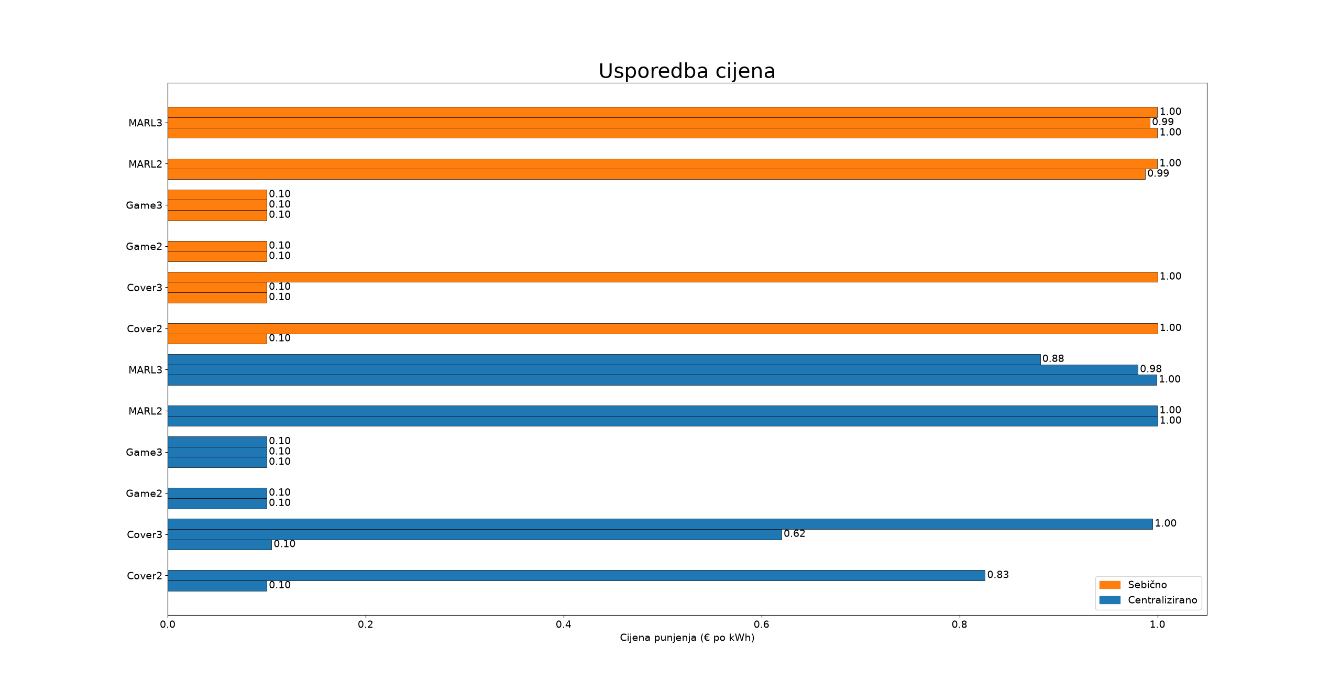 Usporedba cijena
MARL3
1.00
0.99
1.00
MARL2
1.00
0.99
Game3
0.10
0.10
0.10
Game2
0.10
0.10
Cover3
1.00
0.10
0.10
Cover2
1.00
0.10
MARL3
0.88
0.98
1.00
MARL2
1.00
1.00
Game3
0.10
0.10
0.10
Game2
0.10
0.10
Cover3
1.00
0.62
0.10
Cover2
0.83
0.10
Sebično
Centralizirano
0.0 0.2 0.4 0.6 0.8 1.0
Cijena punjenja (€ po kWh)